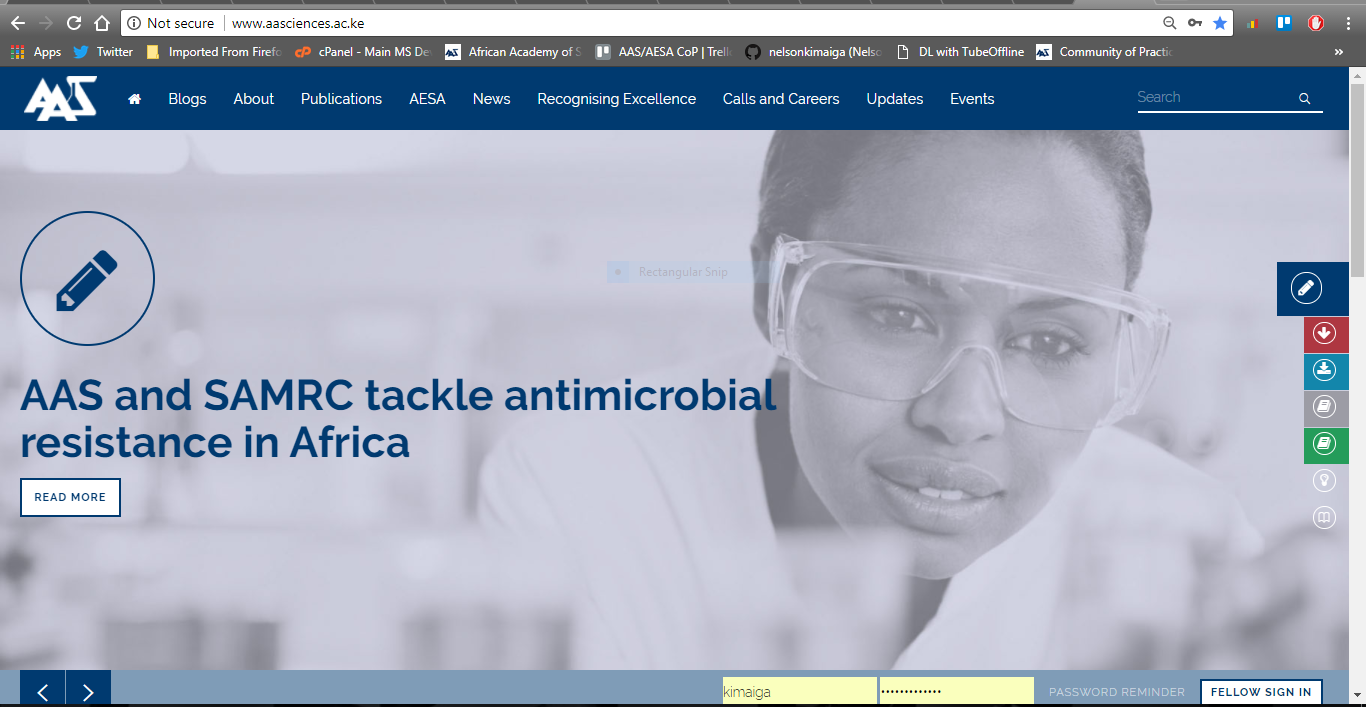 Not secure www.aasciences.ac.ke
Apps Twitter Imported From Firefo cPanel - Main MS De African Academy of S AAS/AESA CoP | Trell nelsonkimaiga (Nels DL with TubeOffline Community of Practic »
AAS Blogs About Publications AESA News Recognising Excellence Calls and Careers Updates Events Search
Rectangular Snip
AAS and SAMRC tackle antimicrobial
resistance in Africa
READ MORE
kimaiga ············· PASSWORD REMINDER FELLOW SIGN IN